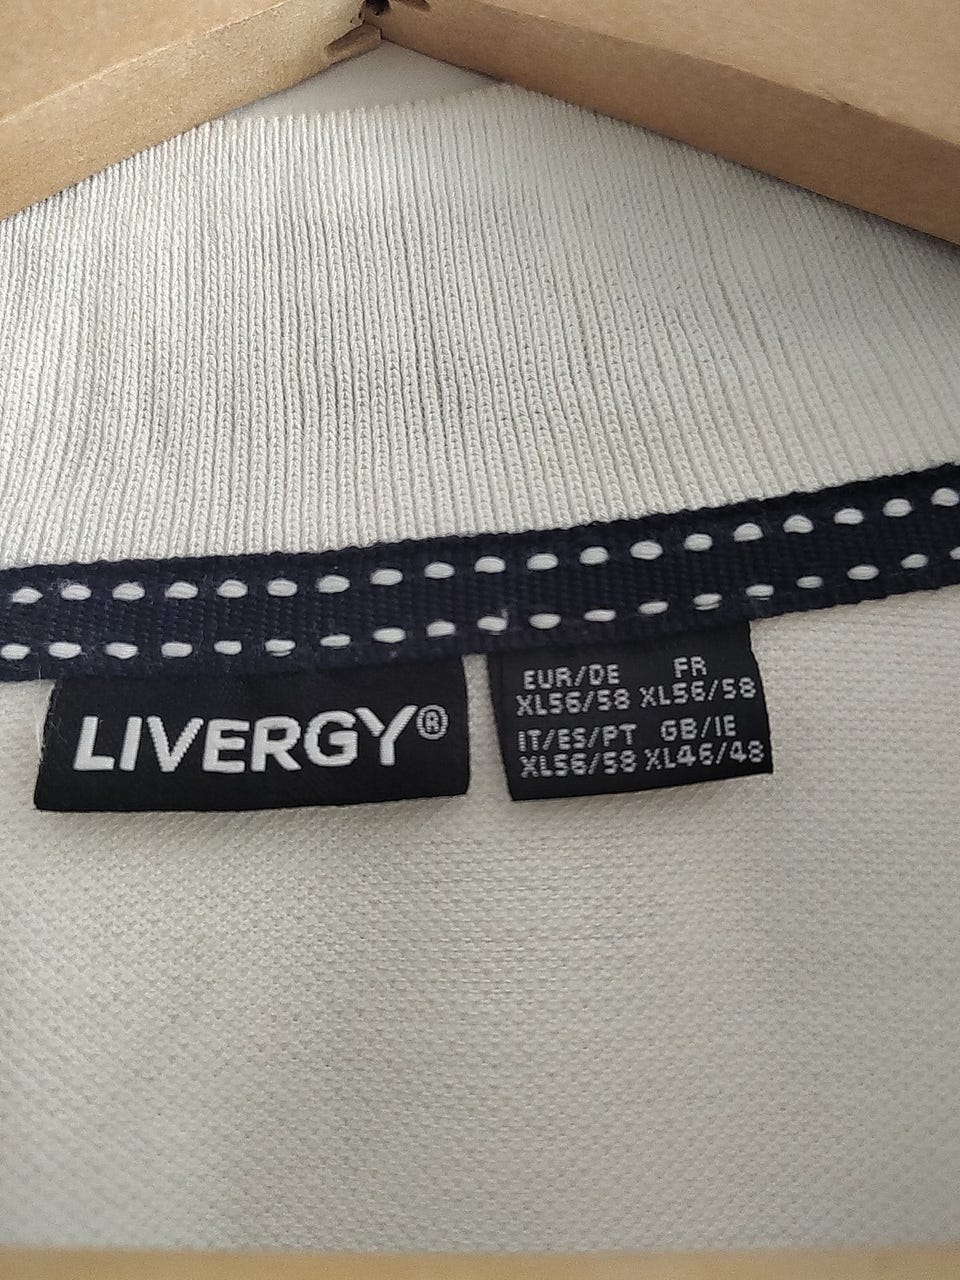 LIVERGY®
EUR/DE FR
XL56/58 XL56/58
IT/ES/PT GB/IE
XL56/58 XL46/48